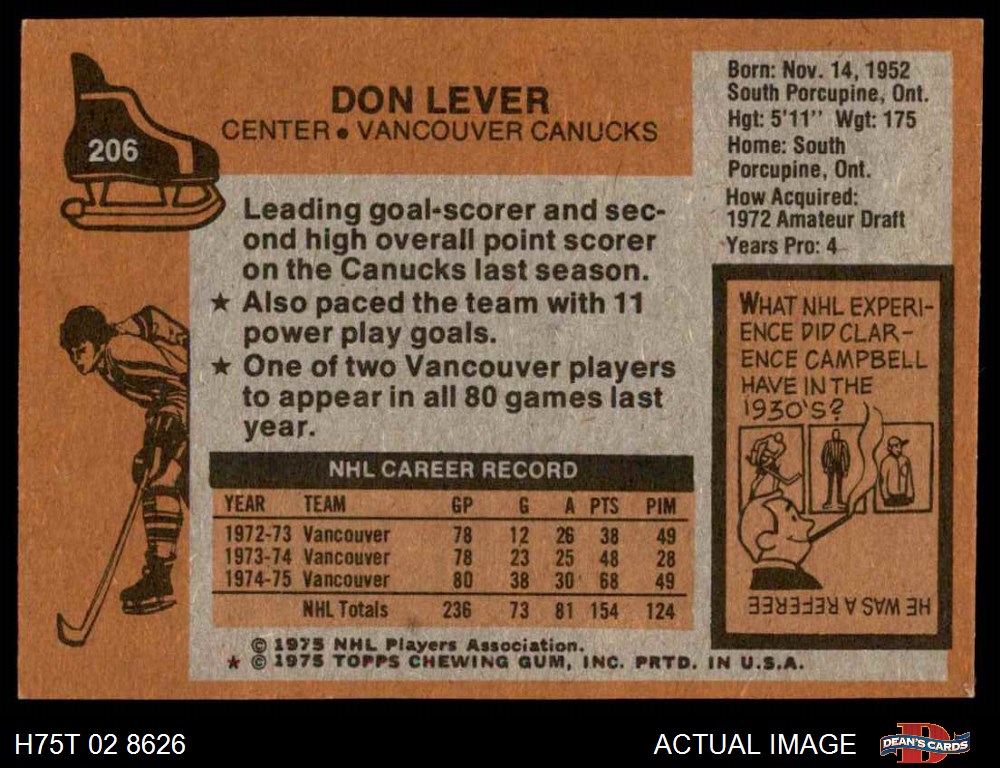 206
DON LEVER
CENTER • VANCOUVER CANUCKS
Born: Nov. 14, 1952
South Porcupine, Ont.
Hgt: 5'11" Wgt: 175
Home: South
Porcupine, Ont.
How Acquired:
1972 Amateur Draft
Years Pro: 4
Leading goal-scorer and sec-
ond high overall point scorer
on the Canucks last season.
★ Also paced the team with 11
power play goals.
★ One of two Vancouver players
to appear in all 80 games last
year.
WHAT NHL EXPERI-
ENCE DID CLAR-
ENCE CAMPBELL
HAVE IN THE
1930'S?
HE WAS A REFEREE
NHL CAREER RECORD
YEAR TEAM GP G A PTS PIM
1972-73 Vancouver 78 12 26 38 49
1973-74 Vancouver 78 23 25 48 28
1974-75 Vancouver 80 38 30 68 49
NHL Totals 236 73 81 154 124
© 1975 NHL Players Association.
★ © 1975 TOPPS CHEWING GUM, INC. PRTD. IN U.S.A.
H75T 02 8626
ACTUAL IMAGE
DEAN'S CARDS